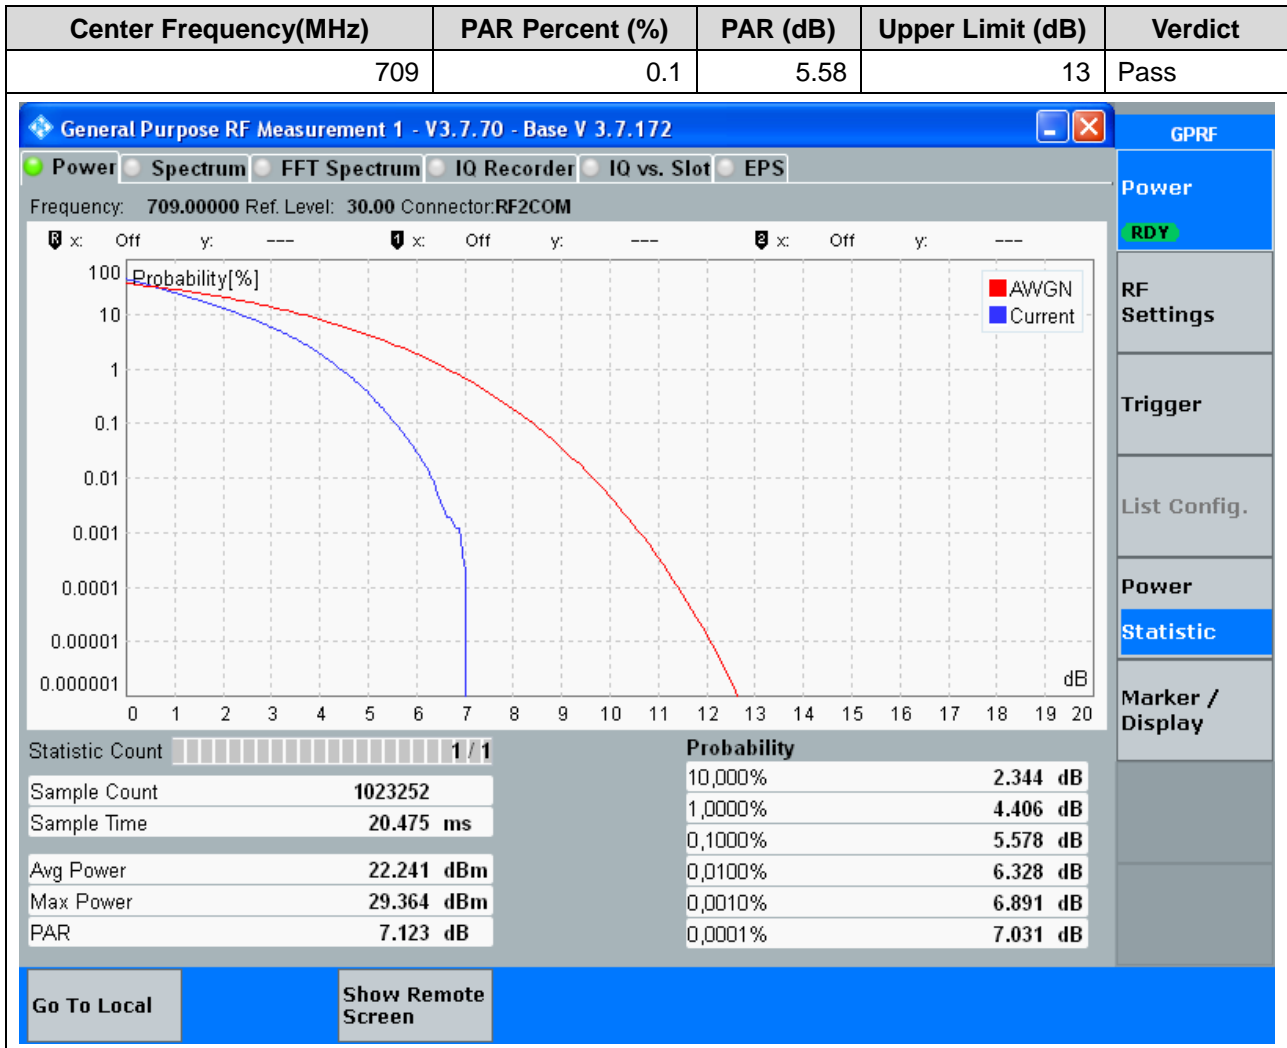 Center Frequency(MHz) PAR Percent (%) PAR (dB) Upper Limit (dB) Verdict
709 0.1 5.58 13 Pass
General Purpose RF Measurement 1 - V3.7.70 - Base V 3.7.172
GPRF
Power Spectrum FFT Spectrum IQ Recorder IQ vs. Slot EPS
Power
RDY
Frequency: 709.00000 Ref. Level: 30.00 Connector:RF2COM
R x: Off y: --- 1 x: Off y: --- 2 x: Off y: ---
Probability[%]
100
10
1
0.1
0.01
0.001
0.0001
0.00001
0.000001
AWGN
Current
dB
0 1 2 3 4 5 6 7 8 9 10 11 12 13 14 15 16 17 18 19 20
RF
Settings
Trigger
List Config.
Power
Statistic
Marker /
Display
Statistic Count 1 / 1
Sample Count 1023252
Sample Time 20.475 ms
Avg Power 22.241 dBm
Max Power 29.364 dBm
PAR 7.123 dB
Probability
10,000% 2.344 dB
1,0000% 4.406 dB
0,1000% 5.578 dB
0,0100% 6.328 dB
0,0010% 6.891 dB
0,0001% 7.031 dB
Go To Local
Show Remote
Screen